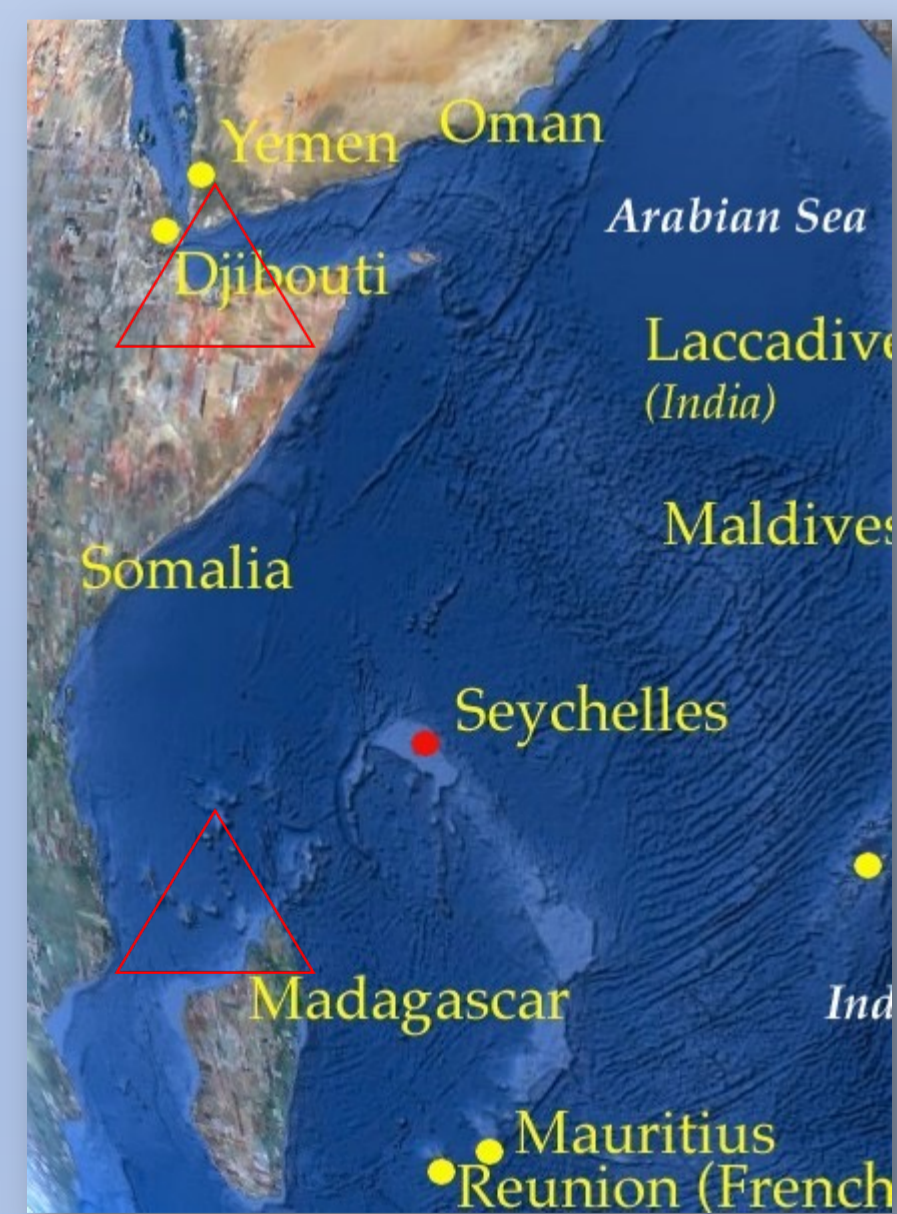 Oman
Yemen
Arabian Sea
Djibouti
Laccadive
(India)
Maldives
Somalia
Seychelles
Madagascar
Ind
Mauritius
Reunion (French